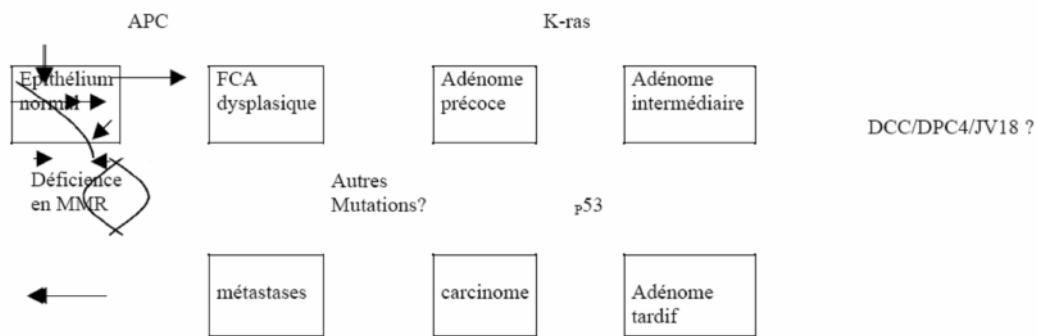 APC
K-ras
Epithélium
normal
FCA
dysplasique
Adénome
précoce
Adénome
intermédiaire
DCC/DPC4/JV18 ?
Déficience
en MMR
Autres
Mutations?
p53
métastases
carcinome
Adénome
tardif